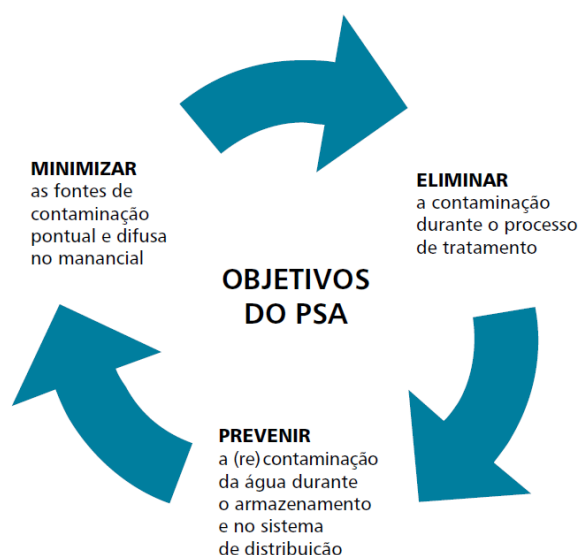 MINIMIZAR
as fontes de
contaminação
pontual e difusa
no manancial
ELIMINAR
a contaminação
durante o processo
de tratamento
OBJETIVOS
DO PSA
PREVENIR
a (re)contaminação
da água durante
o armazenamento
e no sistema
de distribuição